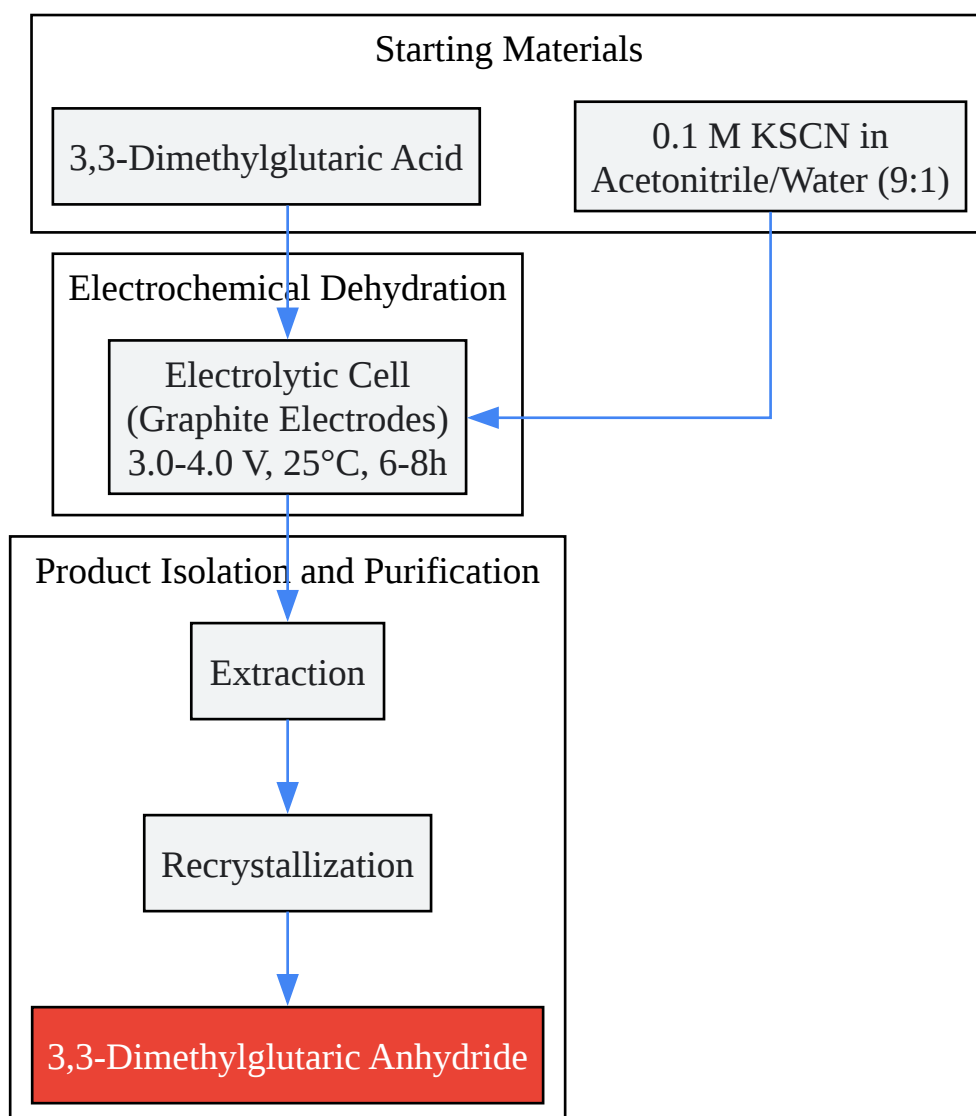 Starting Materials
3,3-Dimethylglutaric Acid
0.1 M KSCN in
Acetonitrile/Water (9:1)
Electrochemical Dehydration
Electrolytic Cell
(Graphite Electrodes)
3.0-4.0 V, 25°C, 6-8h
Product Isolation and Purification
Extraction
Recrystallization
3,3-Dimethylglutaric Anhydride